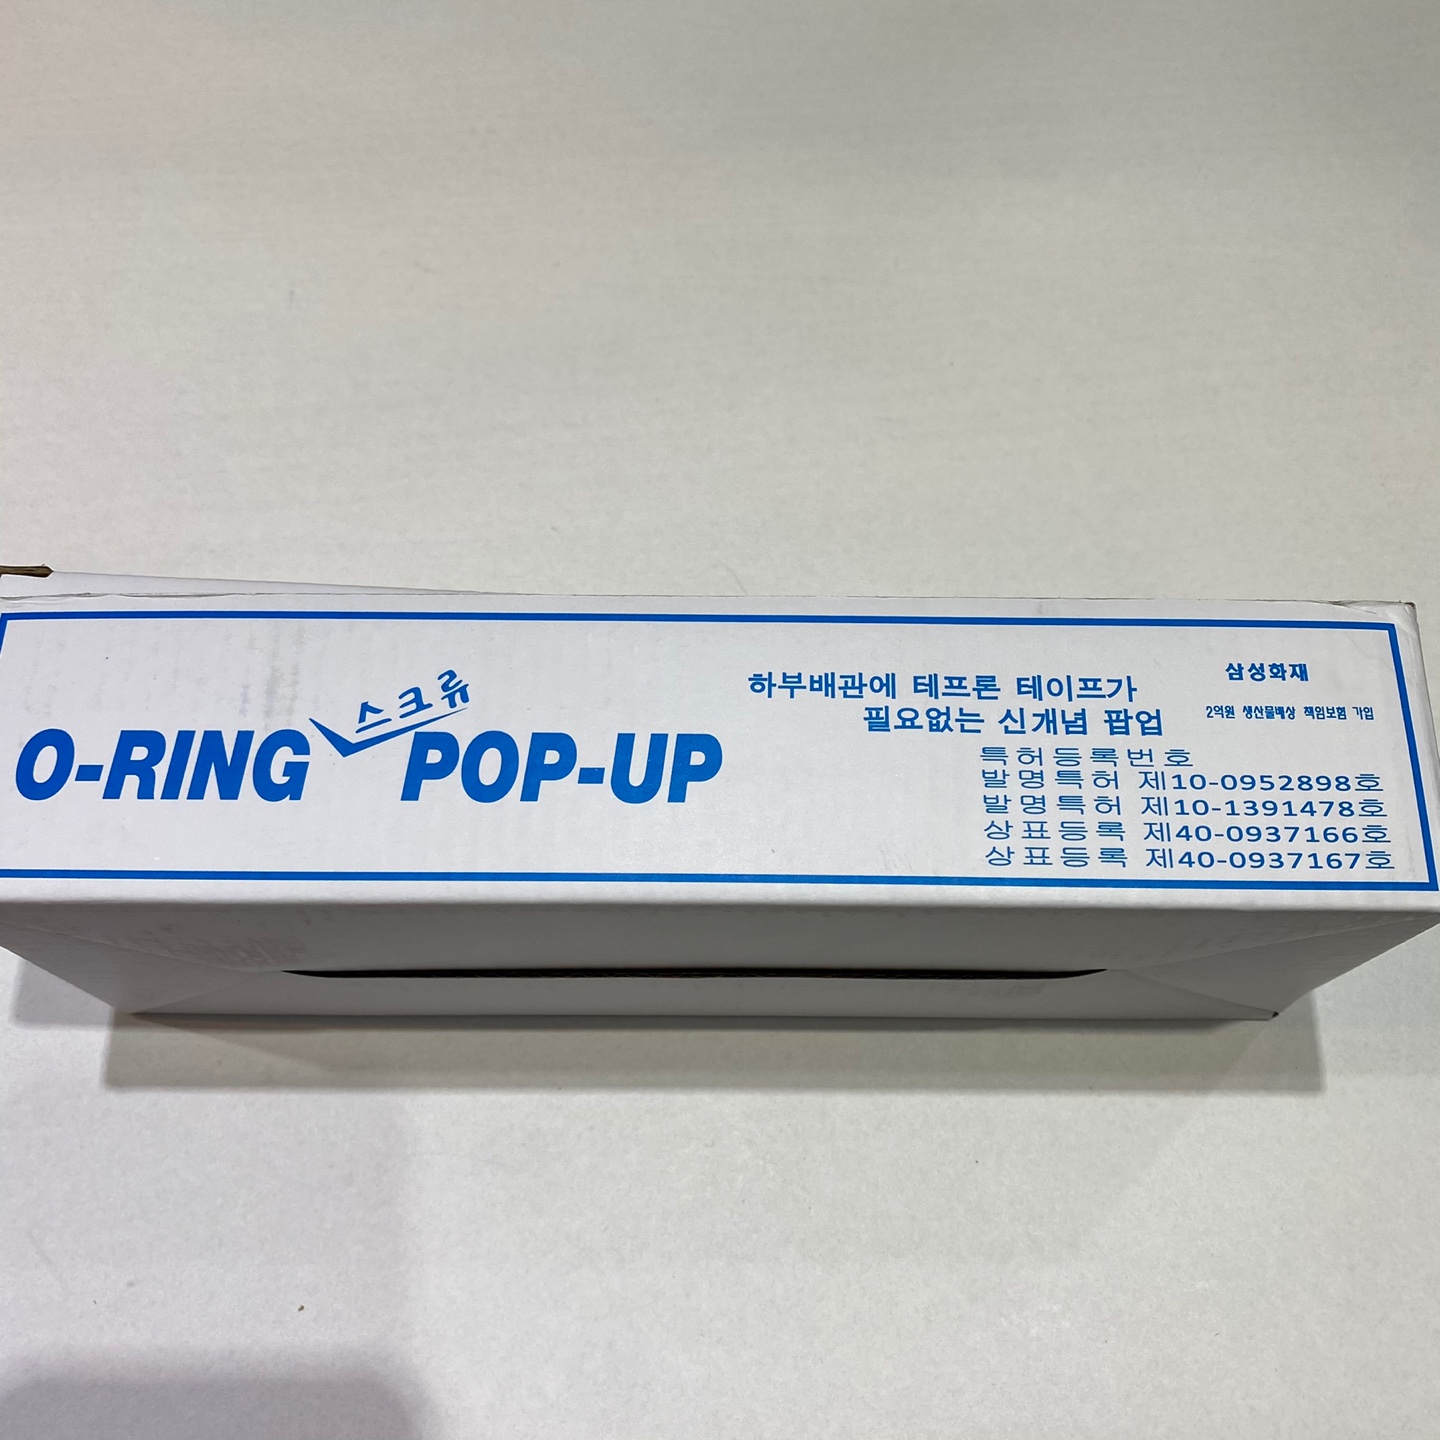 O-RING 스크류 POP-UP
하부배관에 테프론 테이프가
필요없는 신개념 팝업
삼성화재
2억원 생산물배상 책임보험 가입
특허등록번호
발명특허 제10-0952898호
발명특허 제10-1391478호
상표등록 제40-0937166호
상표등록 제40-0937167호